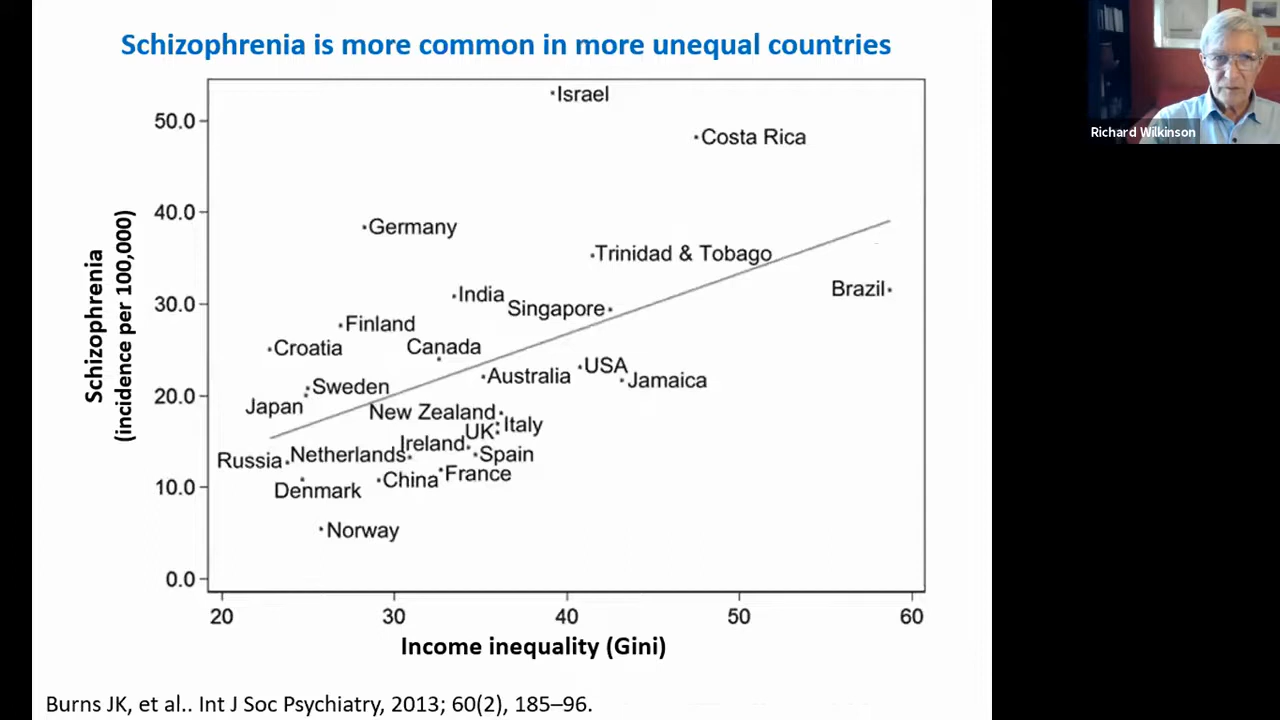 Schizophrenia is more common in more unequal countries
Richard Wilkinson
Schizophrenia
(incidence per 100,000)
50.0
40.0
30.0
20.0
10.0
0.0
Israel
Costa Rica
Germany
Trinidad & Tobago
Brazil
India
Singapore
Finland
Croatia
Canada
USA
Australia
Jamaica
Sweden
Japan
New Zealand
Italy
UK
Ireland
Netherlands
Spain
Russia
France
China
Denmark
Norway
20 30 40 50 60
Income inequality (Gini)
Burns JK, et al.. Int J Soc Psychiatry, 2013; 60(2), 185–96.